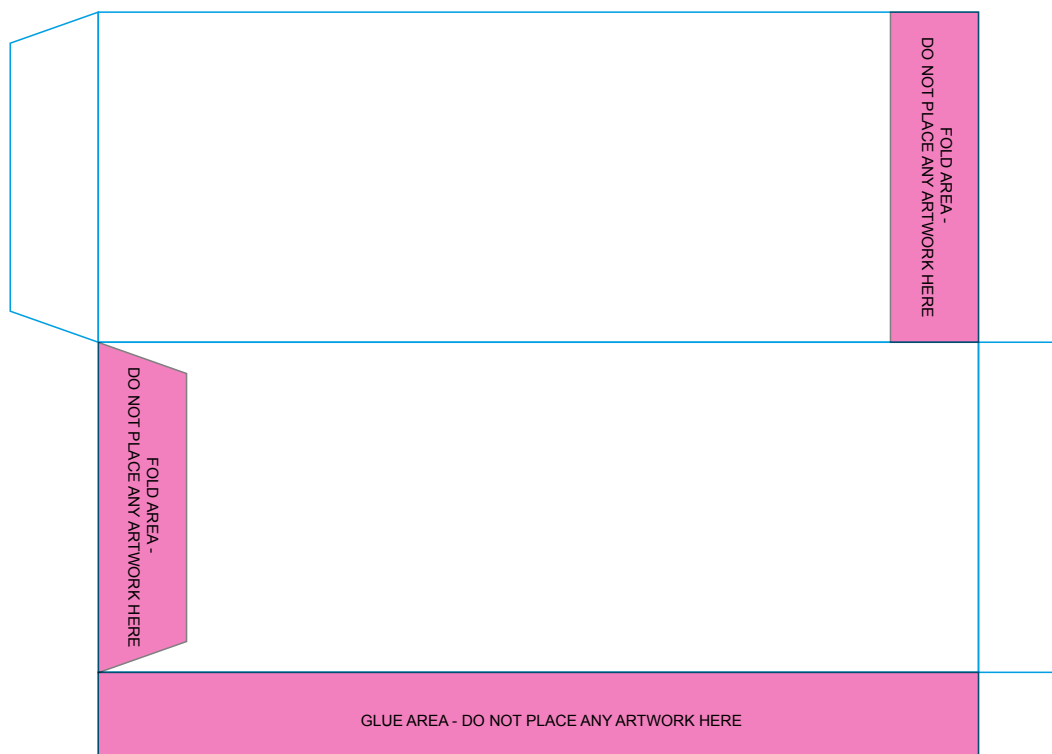 FOLD AREA -
DO NOT PLACE ANY ARTWORK HERE
FOLD AREA -
DO NOT PLACE ANY ARTWORK HERE
GLUE AREA - DO NOT PLACE ANY ARTWORK HERE